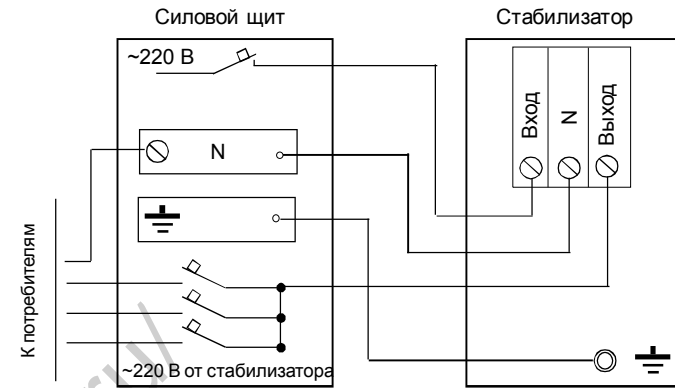 Силовой щит
Стабилизатор
~220 В
Вход
N
Выход
N
К потребителям
~220 В от стабилизатора